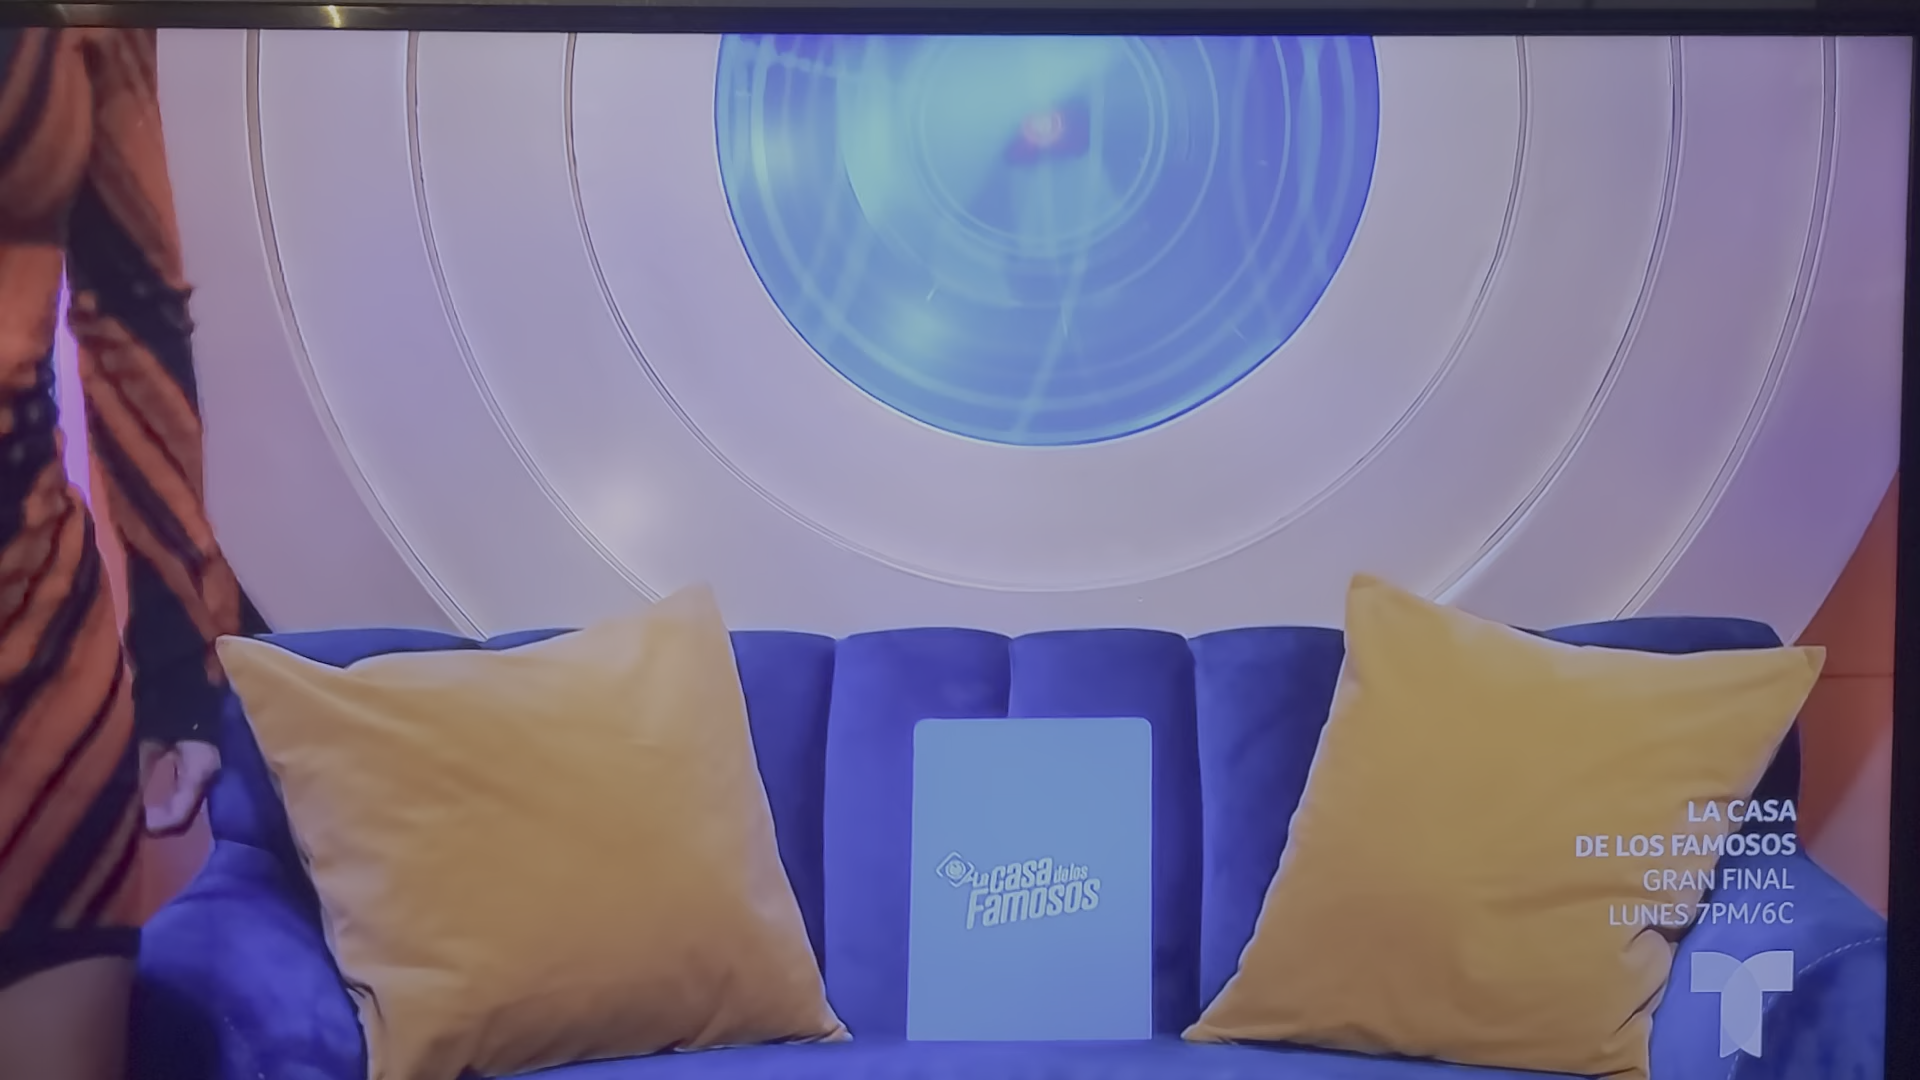 La casa de los
Famosos
LA CASA
DE LOS FAMOSOS
GRAN FINAL
LUNES 7PM/6C